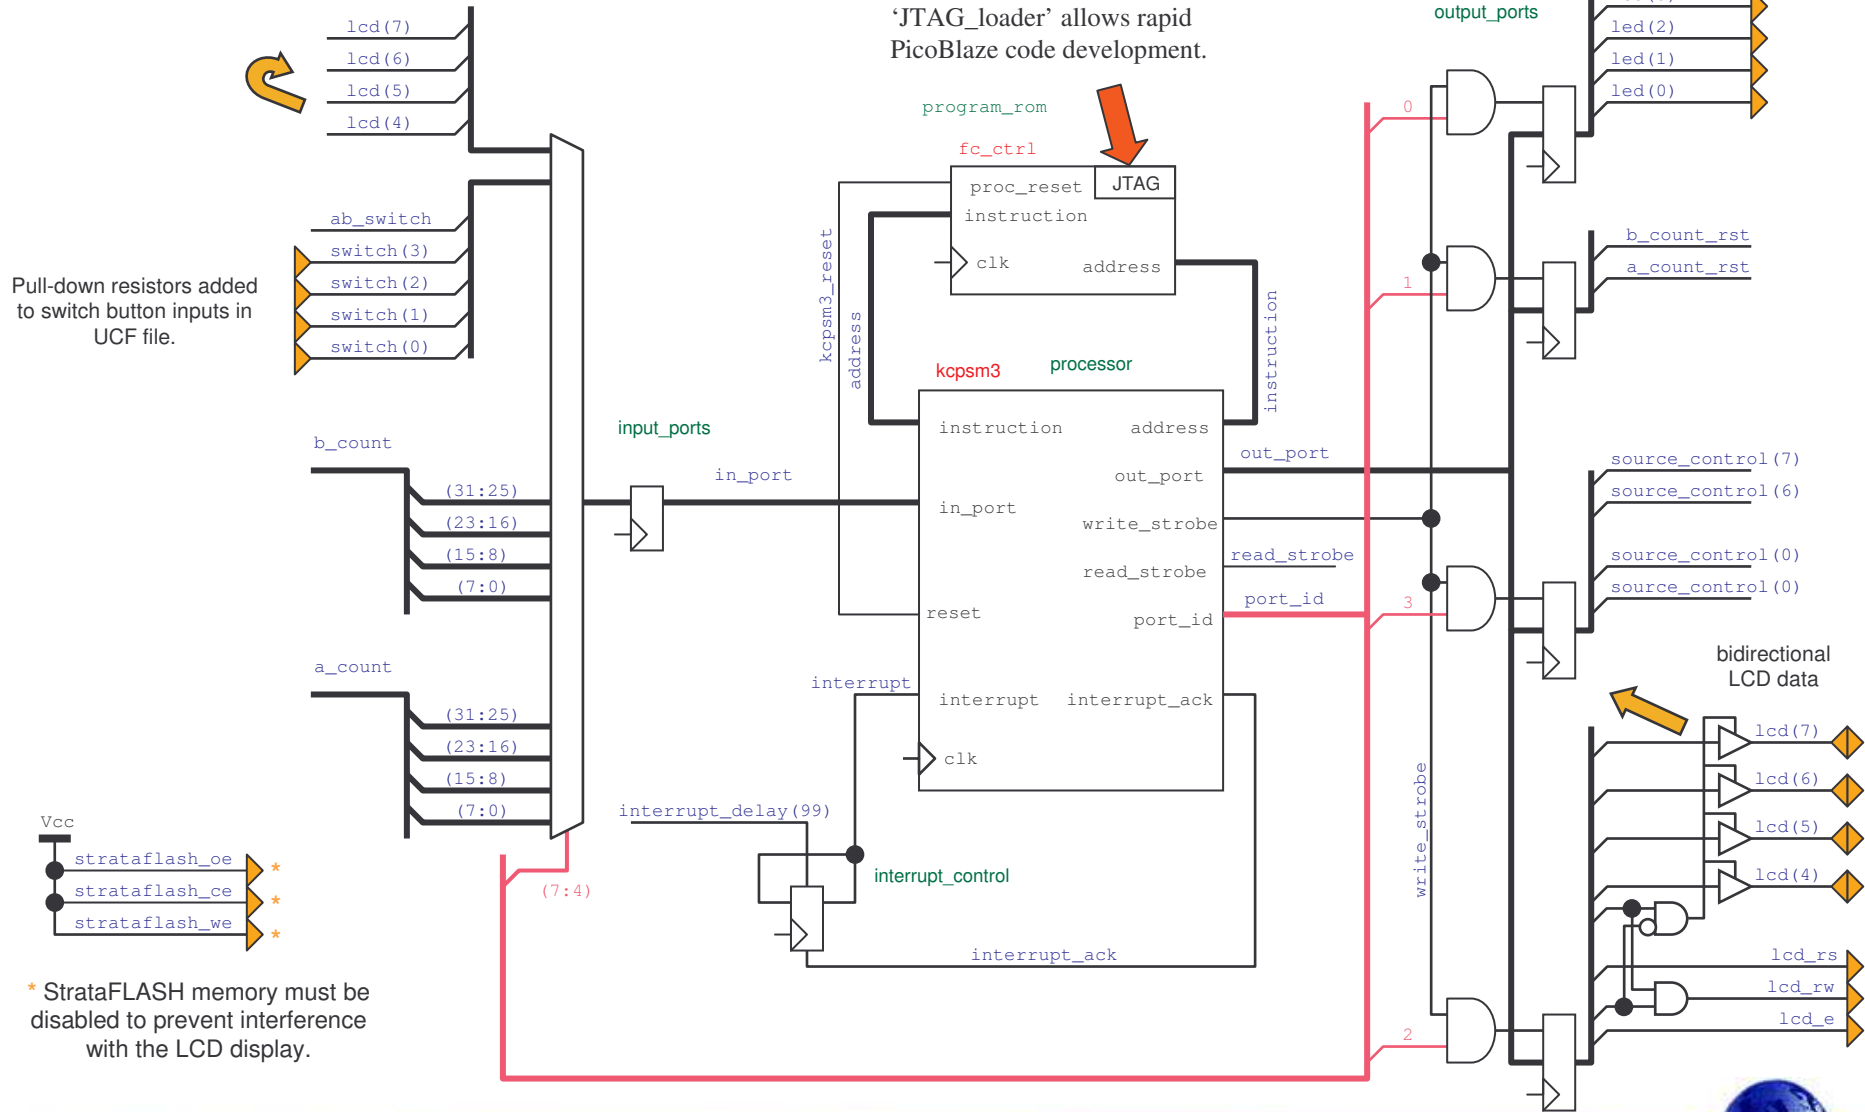 ‘JTAG_loader’ allows rapid
PicoBlaze code development.
output_ports
lcd(7)
lcd(6)
lcd(5)
lcd(4)
led(2)
led(1)
led(0)
program_rom
fc_ctrl
proc_reset
JTAG
instruction
clk
address
0
ab_switch
switch(3)
switch(2)
switch(1)
switch(0)
Pull-down resistors added
to switch button inputs in
UCF file.
kcpsm3_reset
address
instruction
b_count_rst
a_count_rst
1
kcpsm3
processor
input_ports
in_port
instruction
address
out_port
in_port
write_strobe
read_strobe
reset
port_id
interrupt
interrupt_ack
clk
out_port
read_strobe
port_id
3
b_count
(31:25)
(23:16)
(15:8)
(7:0)
source_control(7)
source_control(6)
source_control(0)
source_control(0)
a_count
(31:25)
(23:16)
(15:8)
(7:0)
interrupt
interrupt_delay(99)
interrupt_control
interrupt_ack
(7:4)
write_strobe
bidirectional
LCD data
lcd(7)
lcd(6)
lcd(5)
lcd(4)
lcd_rs
lcd_rw
lcd_e
2
Vcc
strataflash_oe
*
strataflash_ce
*
strataflash_we
*
* StrataFLASH memory must be
disabled to prevent interference
with the LCD display.